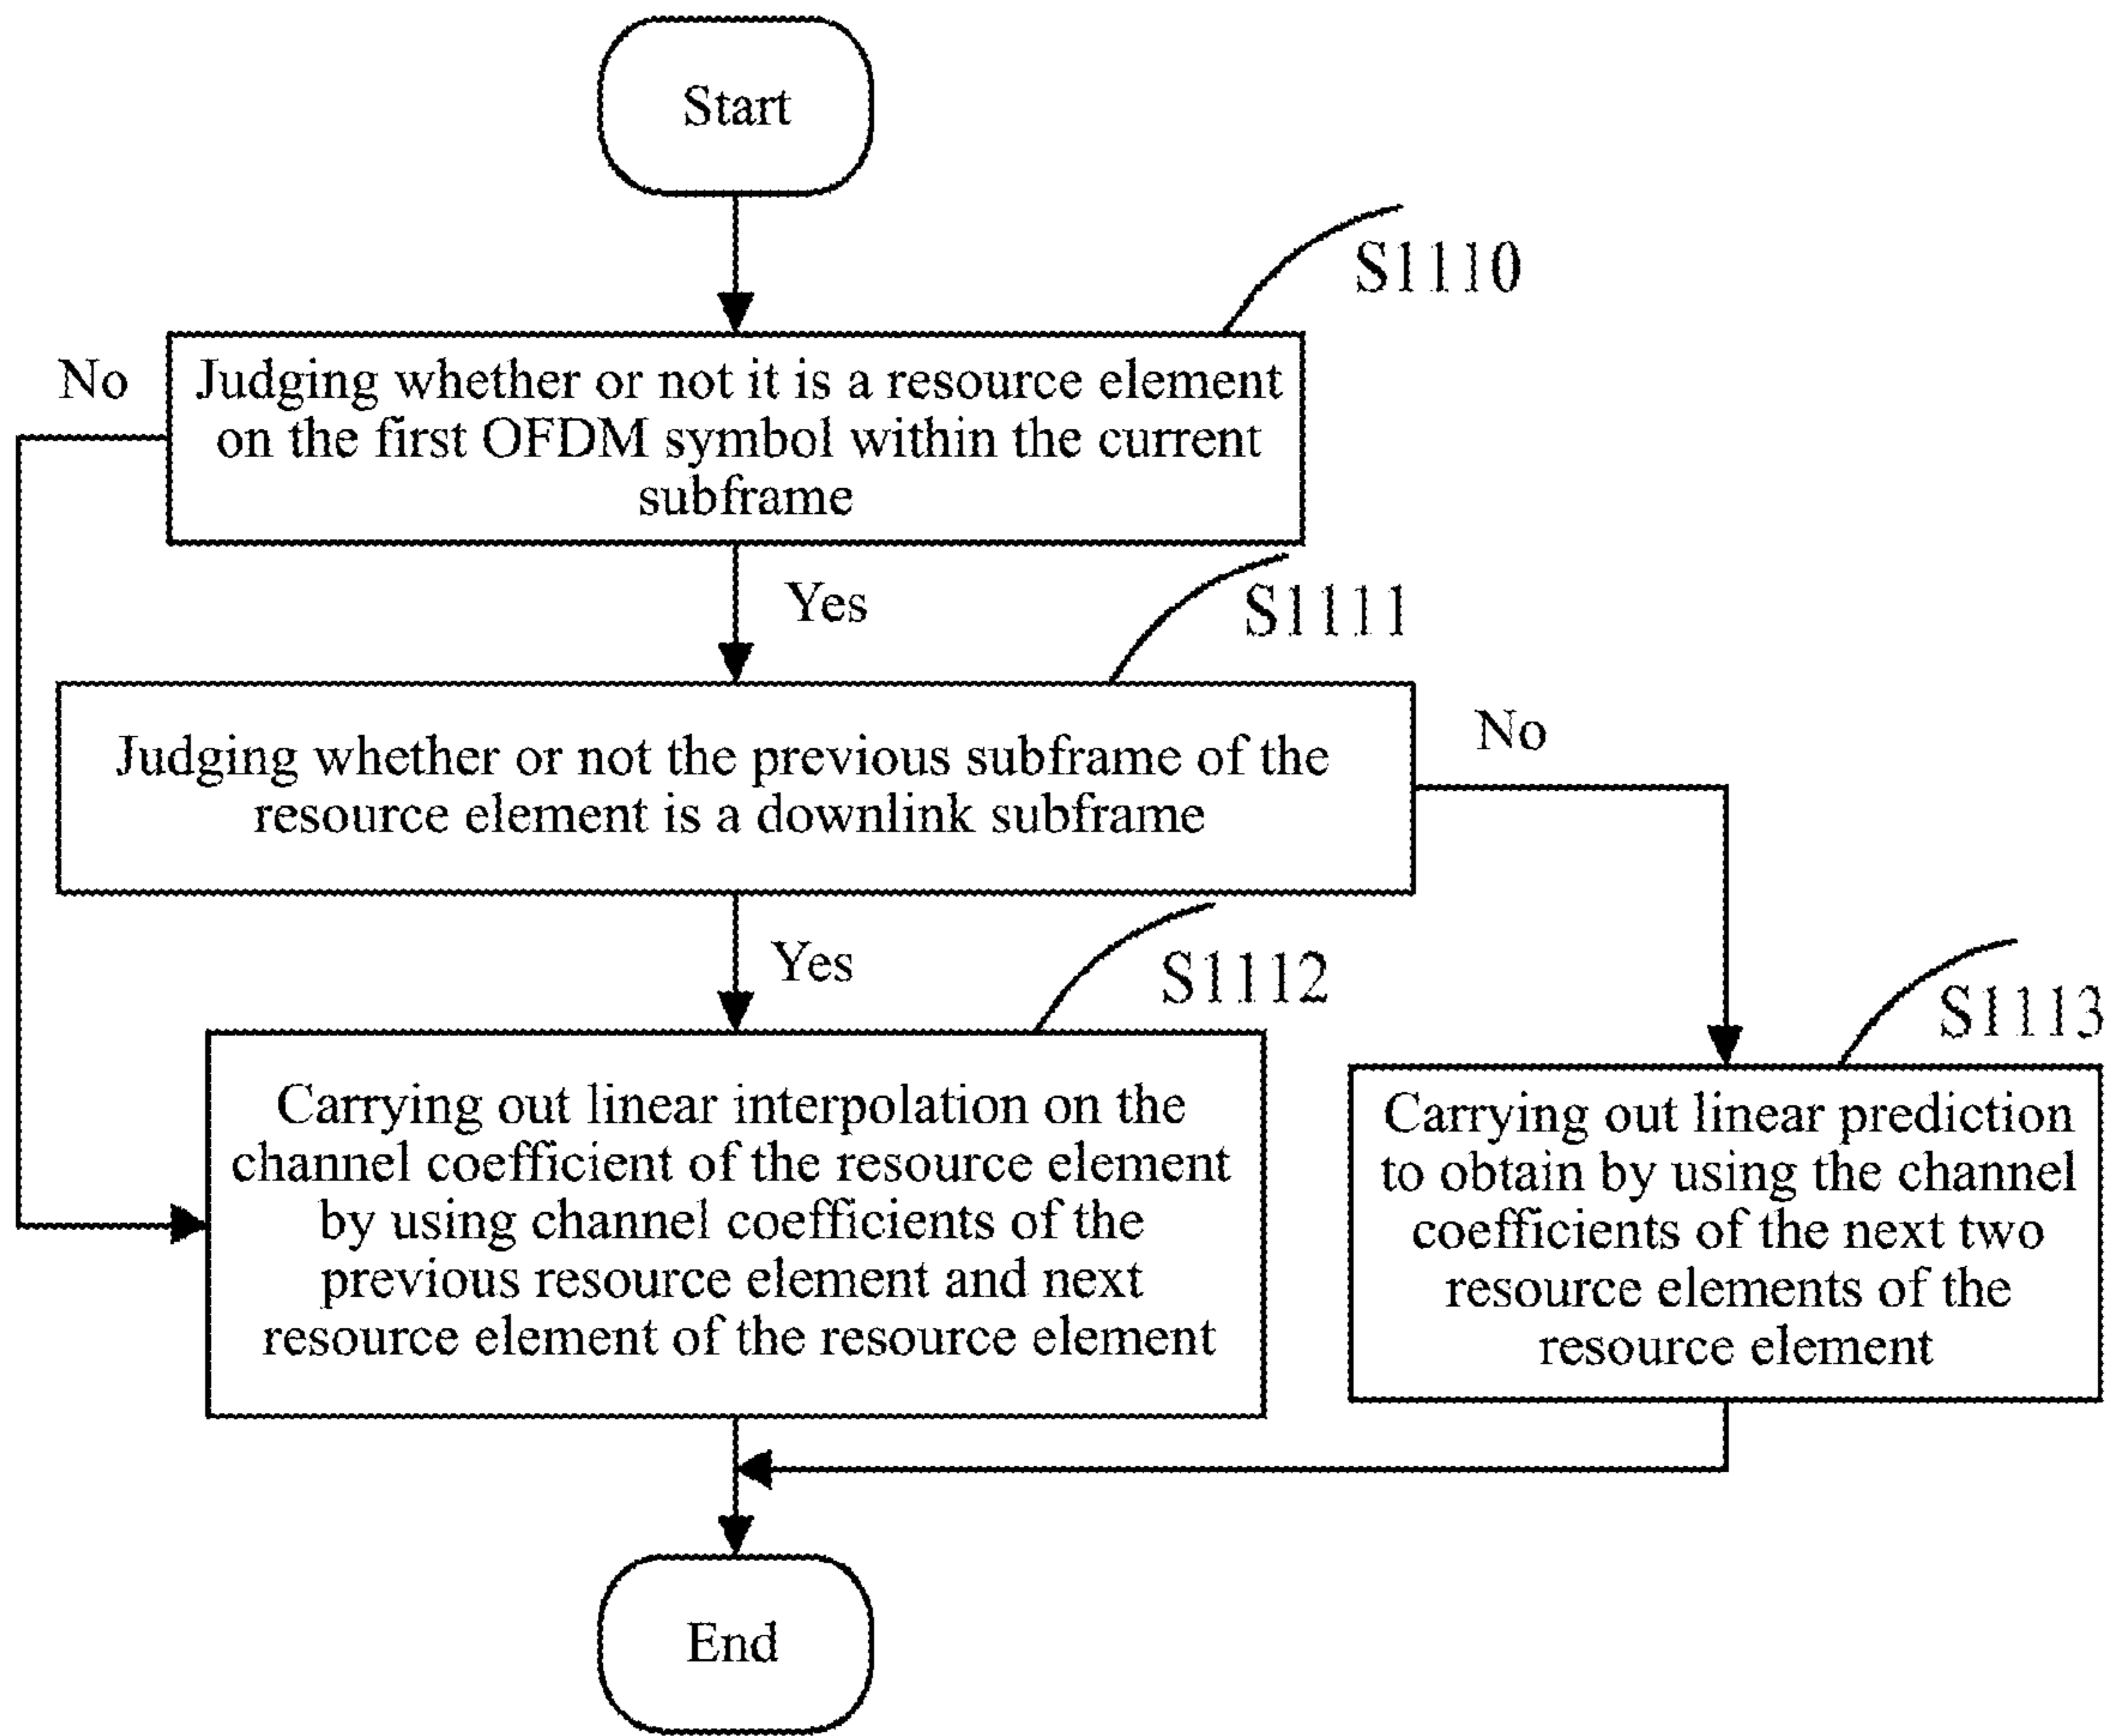 Start
S1110
No
Judging whether or not it is a resource element
on the first OFDM symbol within the current
subframe
Yes
S1111
Judging whether or not the previous subframe of the
resource element is a downlink subframe
No
Yes
S1112
S1113
Carrying out linear interpolation on the
channel coefficient of the resource element
by using channel coefficients of the
previous resource element and next
resource element of the resource element
Carrying out linear prediction
to obtain by using the channel
coefficients of the next two
resource elements of the
resource element
End